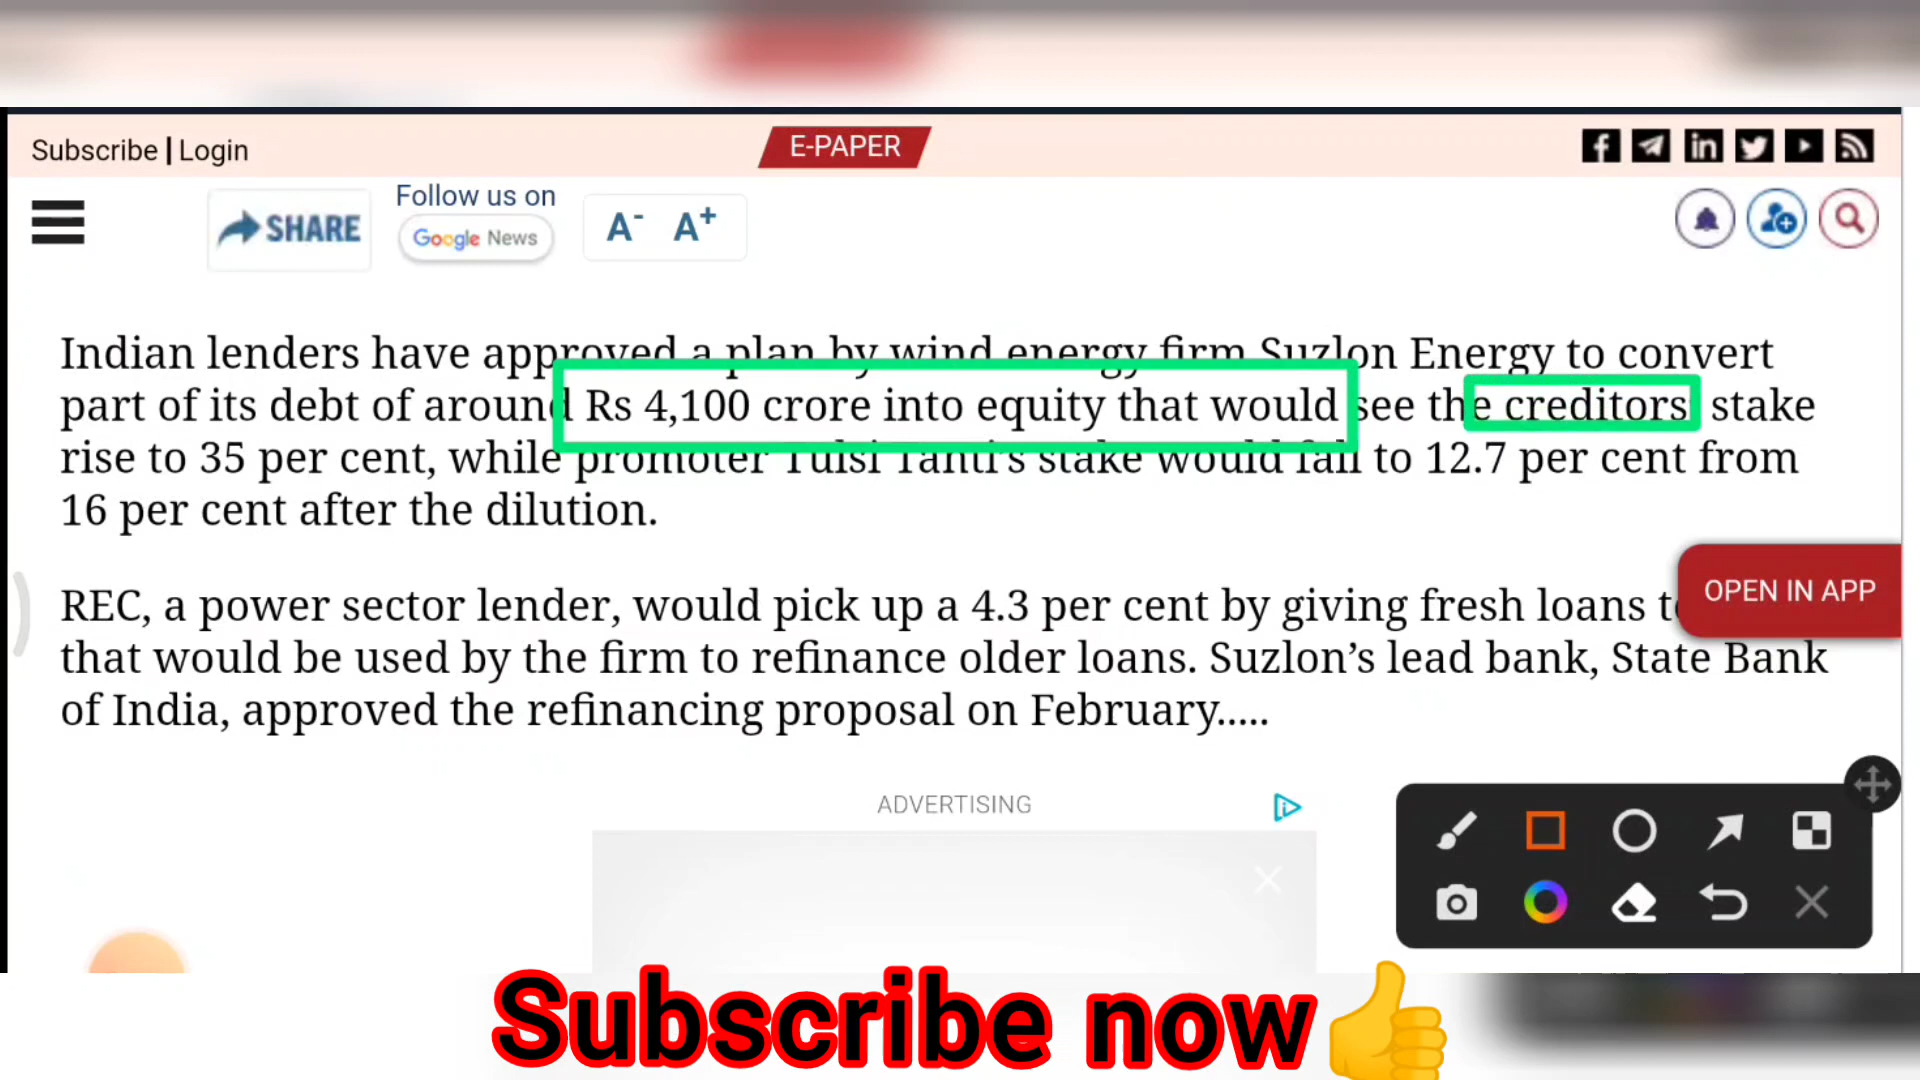 Subscribe | Login
E-PAPER
SHARE
Follow us on
Google News
A- A+
Indian lenders have approved a plan by wind energy firm Suzlon Energy to convert
part of its debt of around Rs 4,100 crore into equity that would see the creditors stake
rise to 35 per cent, while promoter Tulsi Tanti's stake would fall to 12.7 per cent from
16 per cent after the dilution.
REC, a power sector lender, would pick up a 4.3 per cent by giving fresh loans
that would be used by the firm to refinance older loans. Suzlon’s lead bank, State Bank
of India, approved the refinancing proposal on February.....
OPEN IN APP
ADVERTISING
Subscribe now